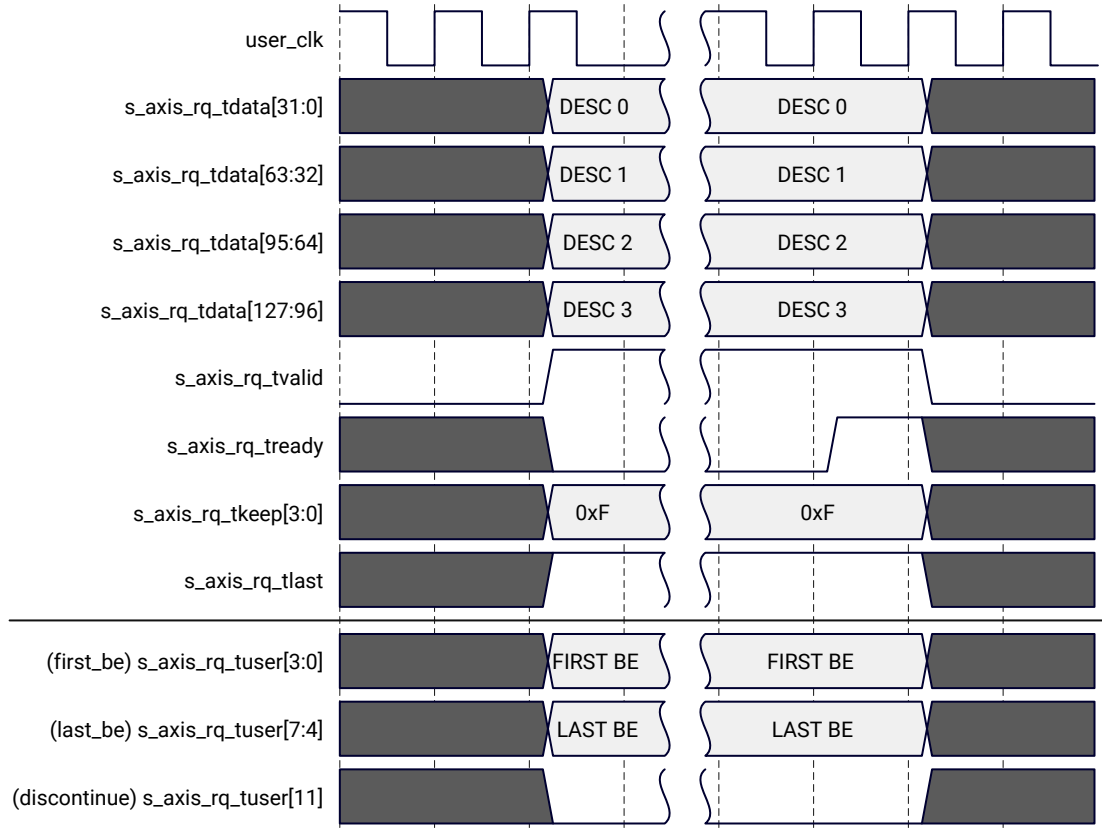 user_clk
s_axis_rq_tdata[31:0] DESC 0 DESC 0
s_axis_rq_tdata[63:32] DESC 1 DESC 1
s_axis_rq_tdata[95:64] DESC 2 DESC 2
s_axis_rq_tdata[127:96] DESC 3 DESC 3
s_axis_rq_tvalid
s_axis_rq_tready
s_axis_rq_tkeep[3:0] 0xF 0xF
s_axis_rq_tlast
(first_be) s_axis_rq_tuser[3:0] FIRST BE FIRST BE
(last_be) s_axis_rq_tuser[7:4] LAST BE LAST BE
(discontinue) s_axis_rq_tuser[11]